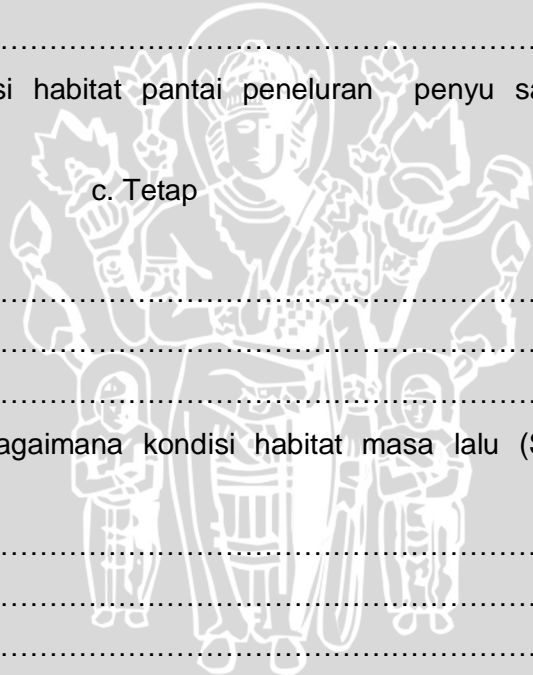 ………………………………………………………
si habitat pantai peneluran penyu sa
c. Tetap
………………………………………………………
………………………………………………………
………………………………………………………
agaimana kondisi habitat masa lalu (S
………………………………………………………
………………………………………………………
………………………………………………………